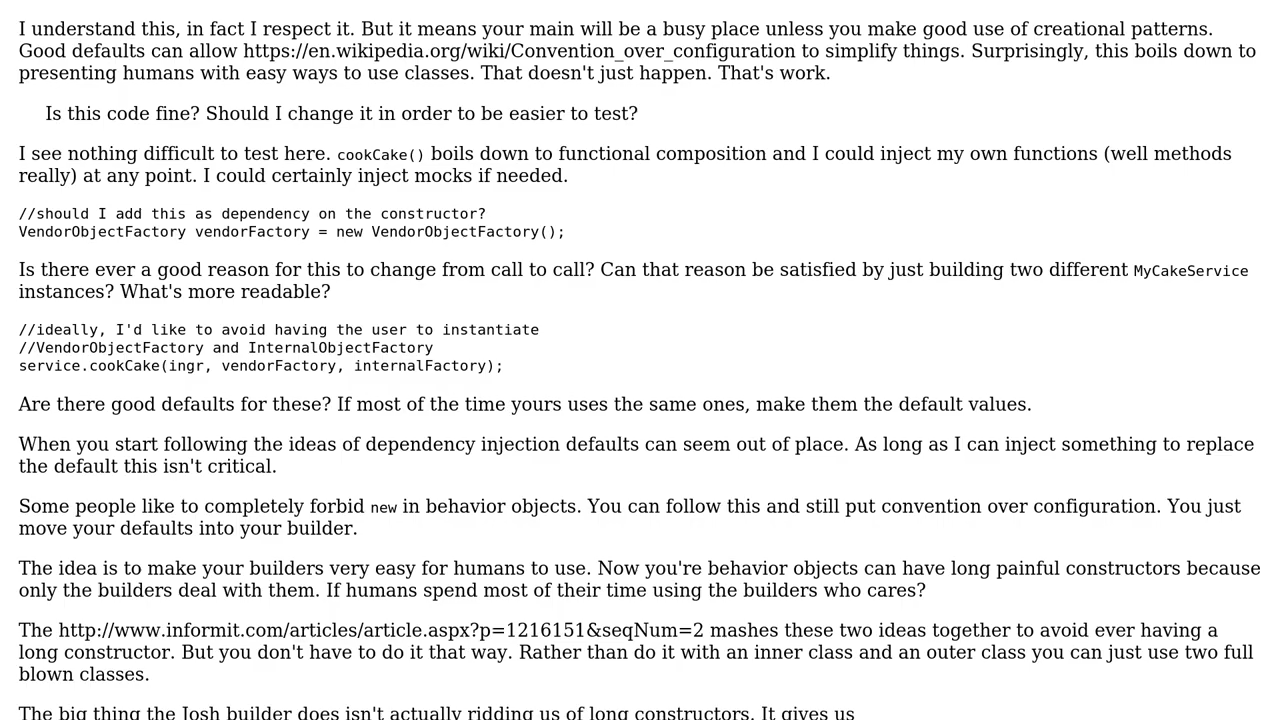 I understand this, in fact I respect it. But it means your main will be a busy place unless you make good use of creational patterns.
Good defaults can allow https://en.wikipedia.org/wiki/Convention_over_configuration to simplify things. Surprisingly, this boils down to
presenting humans with easy ways to use classes. That doesn't just happen. That's work.
Is this code fine? Should I change it in order to be easier to test?
I see nothing difficult to test here. cookCake() boils down to functional composition and I could inject my own functions (well methods
really) at any point. I could certainly inject mocks if needed.
//should I add this as dependency on the constructor?
VendorObjectFactory vendorFactory = new VendorObjectFactory();
Is there ever a good reason for this to change from call to call? Can that reason be satisfied by just building two different MyCakeService
instances? What's more readable?
//ideally, I'd like to avoid having the user to instantiate
//VendorObjectFactory and InternalObjectFactory
service.cookCake(ingr, vendorFactory, internalFactory);
Are there good defaults for these? If most of the time yours uses the same ones, make them the default values.
When you start following the ideas of dependency injection defaults can seem out of place. As long as I can inject something to replace
the default this isn't critical.
Some people like to completely forbid new in behavior objects. You can follow this and still put convention over configuration. You just
move your defaults into your builder.
The idea is to make your builders very easy for humans to use. Now you're behavior objects can have long painful constructors because
only the builders deal with them. If humans spend most of their time using the builders who cares?
The http://www.informit.com/articles/article.aspx?p=1216151&seqNum=2 mashes these two ideas together to avoid ever having a
long constructor. But you don't have to do it that way. Rather than do it with an inner class and an outer class you can just use two full
blown classes.
The big thing the Josh builder does isn't actually ridding us of long constructors. It gives us